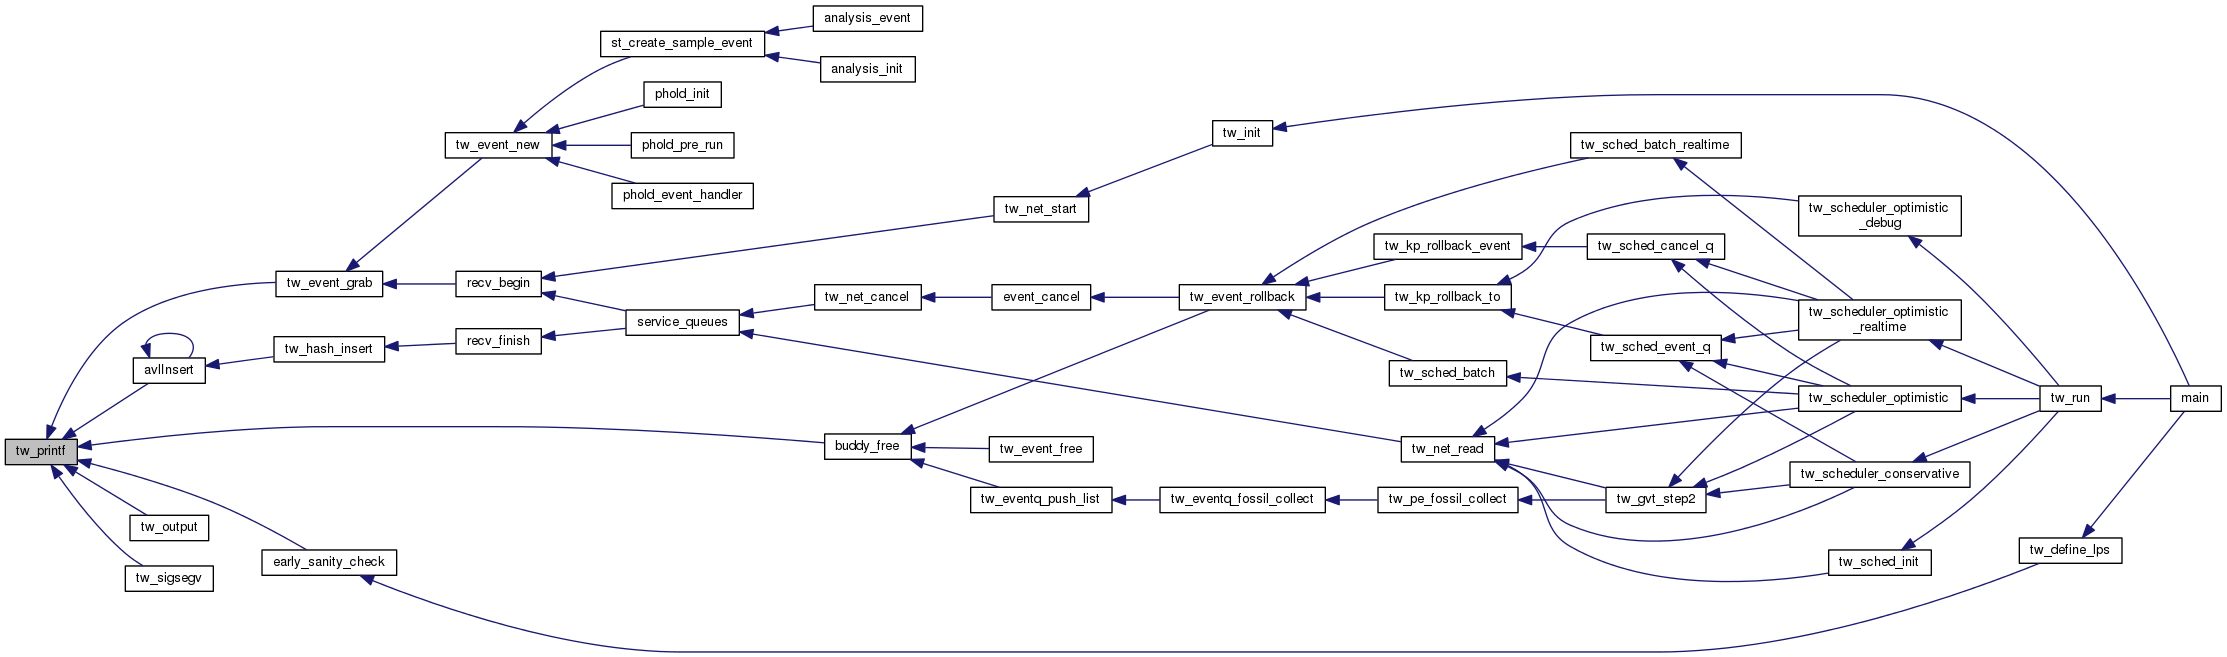 analysis_event
st_create_sample_event
analysis_init
phold_init
tw_event_new
phold_pre_run
phold_event_handler
tw_init
tw_sched_batch_realtime
tw_net_start
tw_scheduler_optimistic
_debug
tw_kp_rollback_event
tw_sched_cancel_q
tw_event_grab
recv_begin
tw_net_cancel
event_cancel
tw_event_rollback
tw_kp_rollback_to
tw_scheduler_optimistic
_realtime
service_queues
recv_finish
tw_hash_insert
tw_sched_event_q
avlInsert
tw_sched_batch
tw_scheduler_optimistic
tw_run
main
tw_printf
buddy_free
tw_event_free
tw_net_read
tw_scheduler_conservative
tw_eventq_push_list
tw_eventq_fossil_collect
tw_pe_fossil_collect
tw_gvt_step2
tw_output
early_sanity_check
tw_sched_init
tw_define_lps
tw_sigsegv